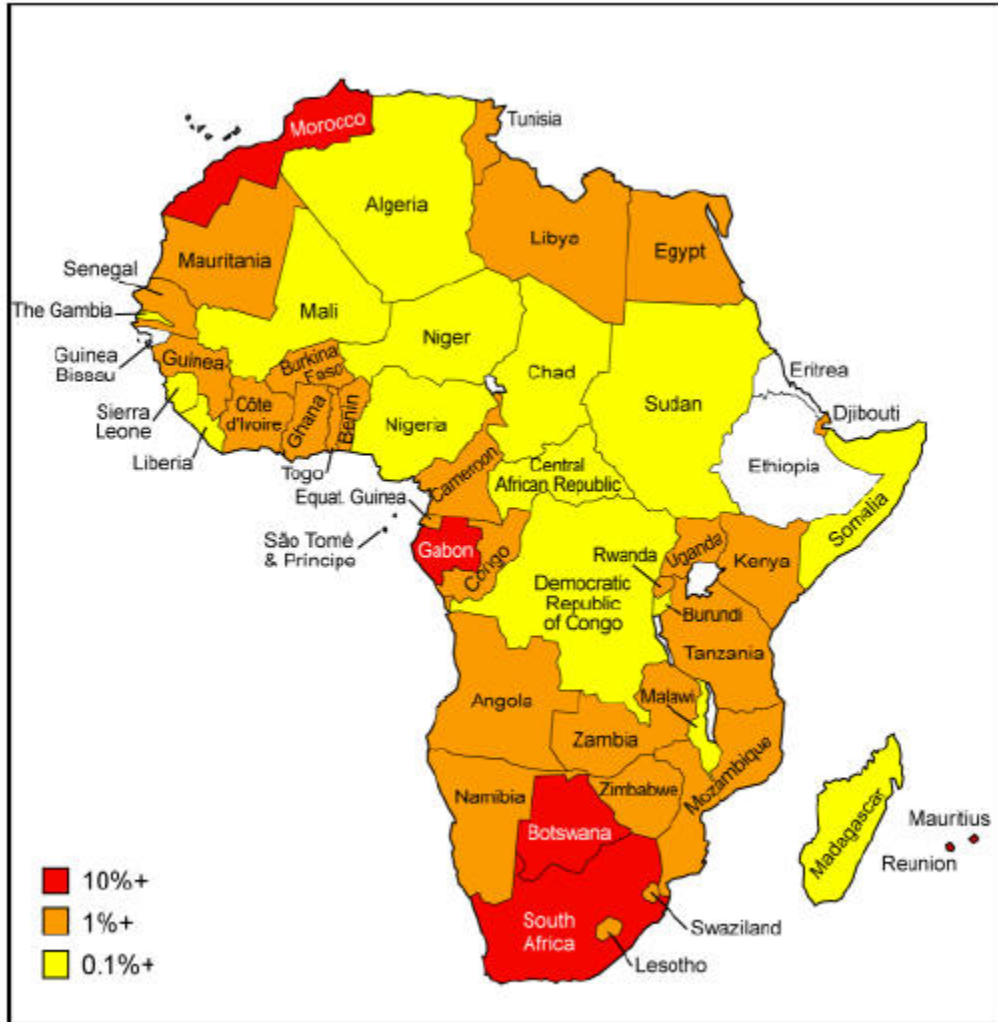 Morocco
Tunisia
Algeria
Libya
Egypt
Mauritania
Senegal
The Gambia
Mali
Niger
Chad
Sudan
Eritrea
Guinea
Bissau
Guinea
Burkina
Faso
Djibouti
Sierra
Leone
Côte
d'Ivoire
Ghana
Benin
Nigeria
Ethiopia
Liberia
Togo
Cameroon
Central
African Republic
Somalia
Equat. Guinea
São Tomé
& Príncipe
Gabon
Congo
Rwanda
Uganda
Kenya
Democratic
Republic
of Congo
Burundi
Tanzania
Angola
Malawi
Zambia
Mozambique
Namibia
Zimbabwe
Botswana
Madagascar
Mauritius
Reunion
South
Africa
Swaziland
Lesotho
10%+
1%+
0.1%+